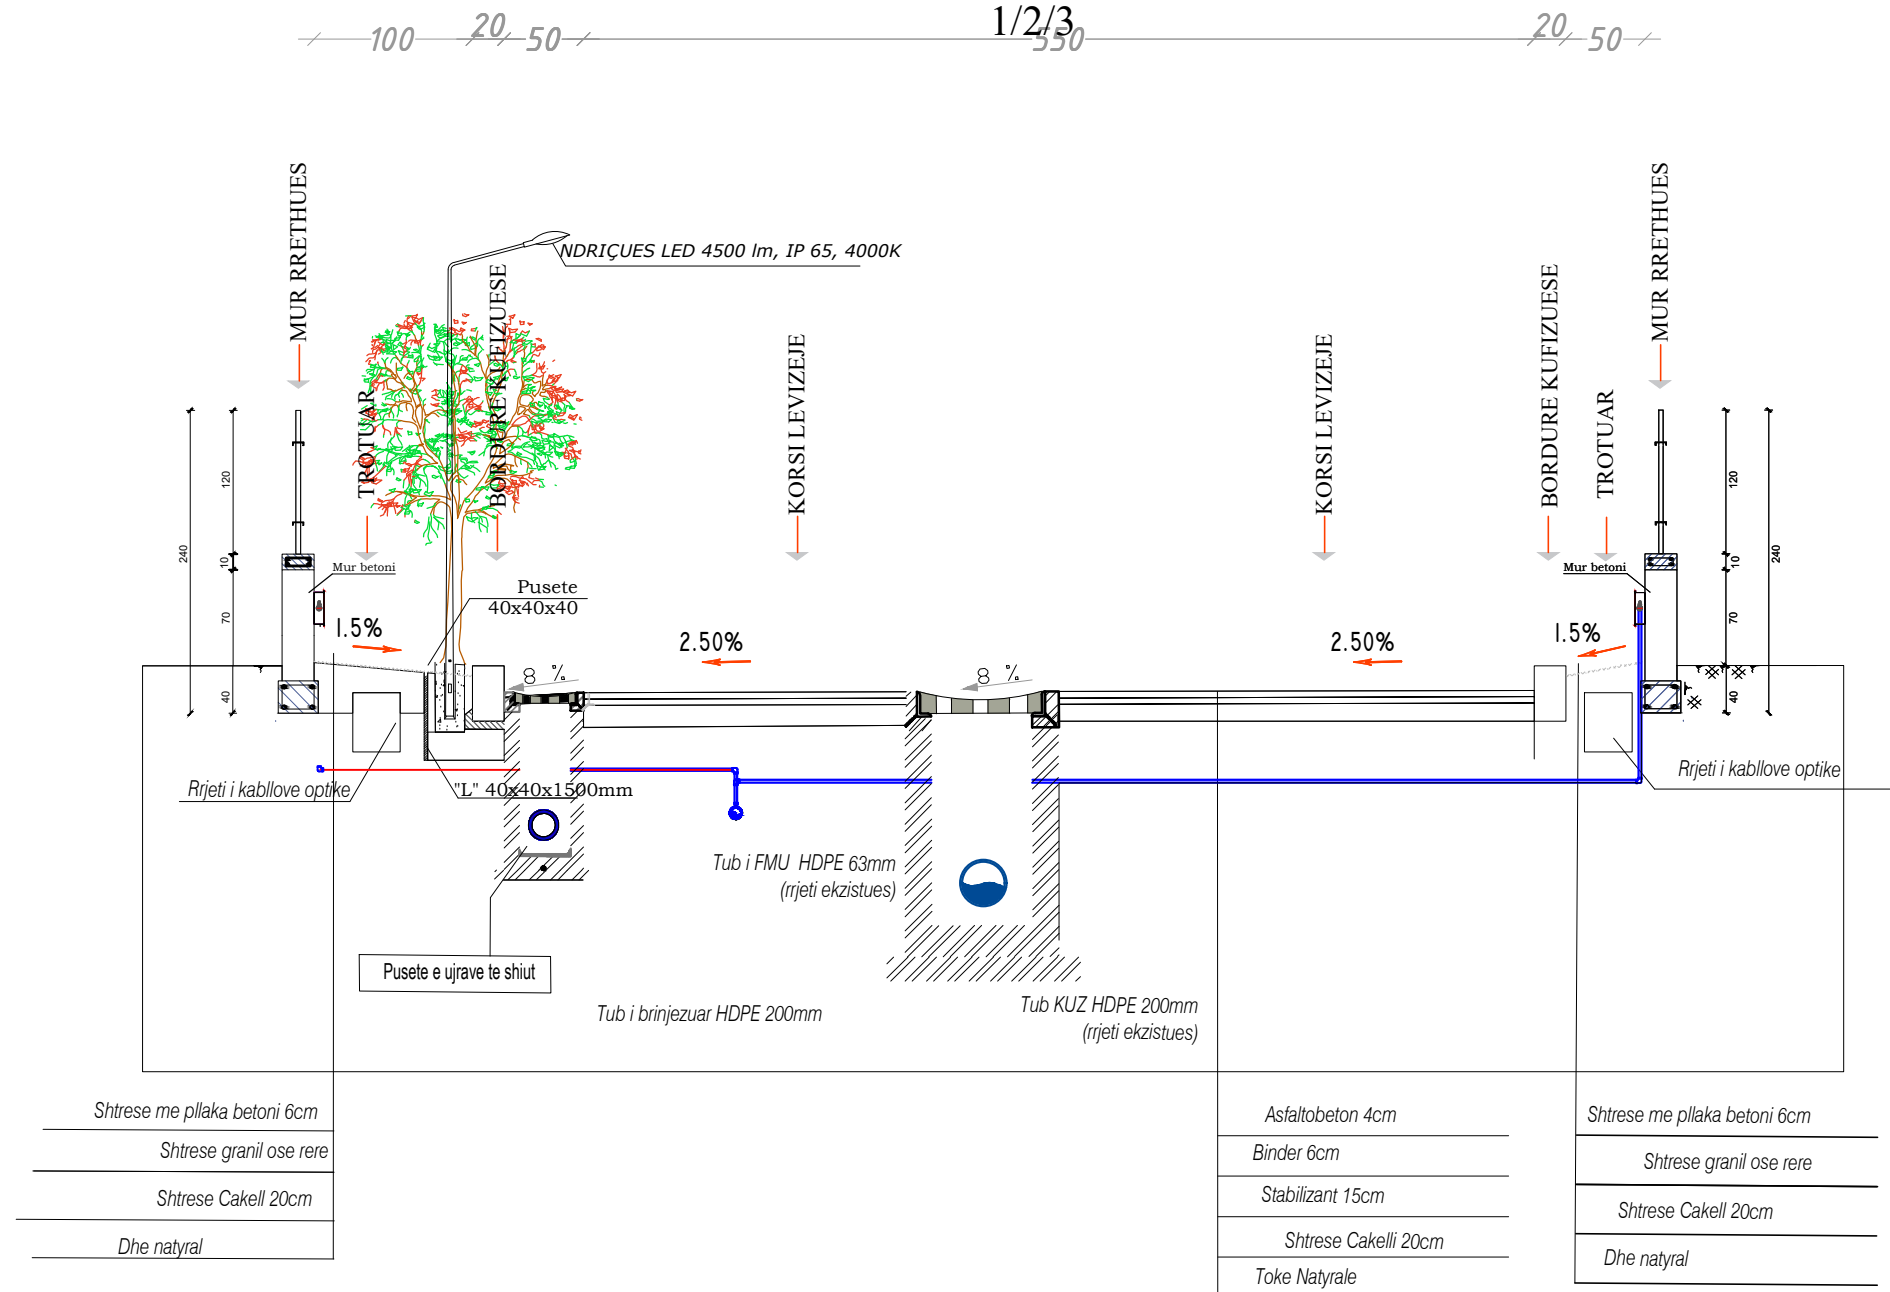 1/2/3
100
20
50
550
20
50
MUR RRETHUES
MUR RRETHUES
NDRIÇUES LED 4500 lm, IP 65, 4000K
BORDURE KUFIZUESE
BORDURE KUFIZUESE
TROTUAR
KORSI LEVIZEJE
KORSI LEVIZEJE
TROTUAR
240
120
10
70
40
120
10
70
40
240
Mur betoni
Mur betoni
Pusete
40x40x40
1.5%
2.50%
2.50%
1.5%
8 %
8 %
Rrjeti i kabllove optike
"L" 40x40x1500mm
Rrjeti i kabllove optike
Tub i FMU HDPE 63mm
(rrjeti ekzistues)
Pusete e ujrave te shiut
Tub i brinjezuar HDPE 200mm
Tub KUZ HDPE 200mm
(rrjeti ekzistues)
Shtrese me pllaka betoni 6cm
Shtrese granil ose rere
Shtrese Cakell 20cm
Dhe natyral
Asfaltobeton 4cm
Binder 6cm
Stabilizant 15cm
Shtrese Cakelli 20cm
Toke Natyrale
Shtrese me pllaka betoni 6cm
Shtrese granil ose rere
Shtrese Cakell 20cm
Dhe natyral